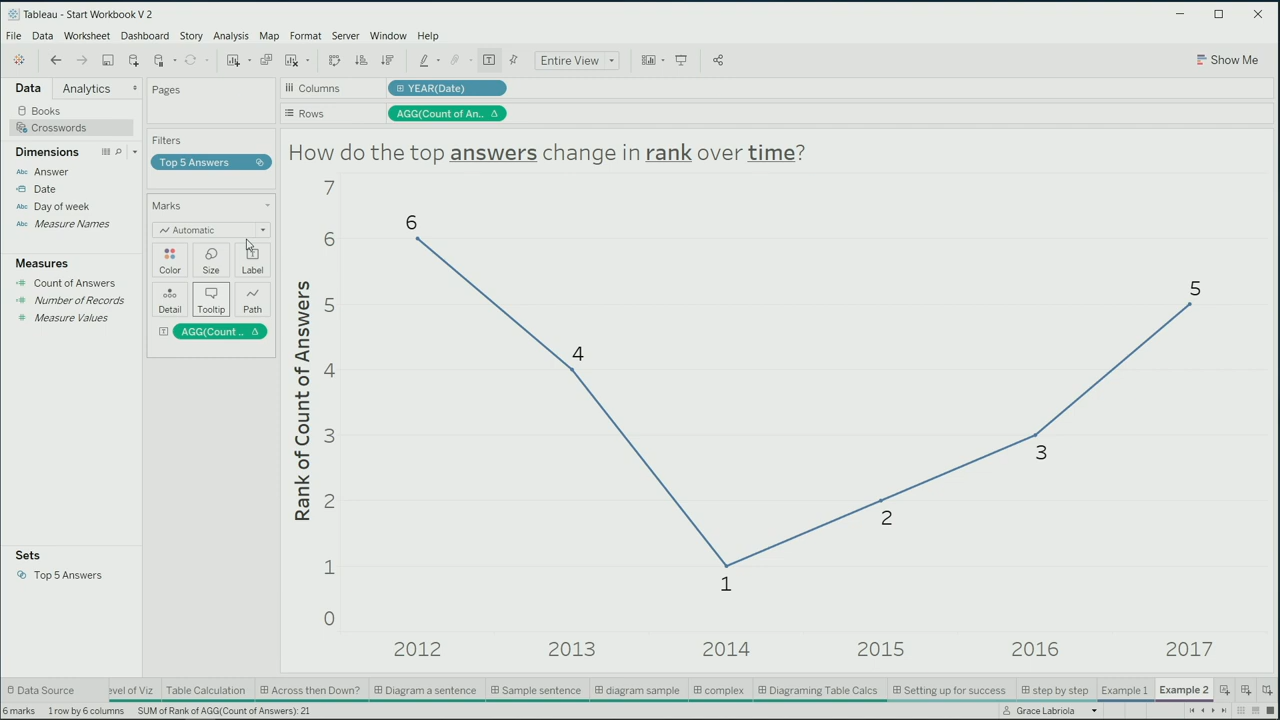 Tableau - Start Workbook V 2
File Data Worksheet Dashboard Story Analysis Map Format Server Window Help
Entire View
Show Me
Data Analytics
Books
Crosswords
Dimensions
Abc Answer
Date
Abc Day of week
Abc Measure Names
Measures
Count of Answers
Number of Records
Measure Values
Sets
Top 5 Answers
Pages
Filters
Top 5 Answers
Marks
Automatic
Color Size Label
Detail Tooltip Path
AGG(Count ..
Columns YEAR(Date)
Rows AGG(Count of An..
How do the top answers change in rank over time?
Rank of Count of Answers
7
6
5
4
3
2
1
0
6
4
1
2
3
5
2012 2013 2014 2015 2016 2017
Data Source evel of Viz Table Calculation Across then Down? Diagram a sentence Sample sentence diagram sample complex Diagraming Table Calcs Setting up for success step by step Example 1 Example 2
6 marks 1 row by 6 columns SUM of Rank of AGG(Count of Answers): 21 Grace Labriola